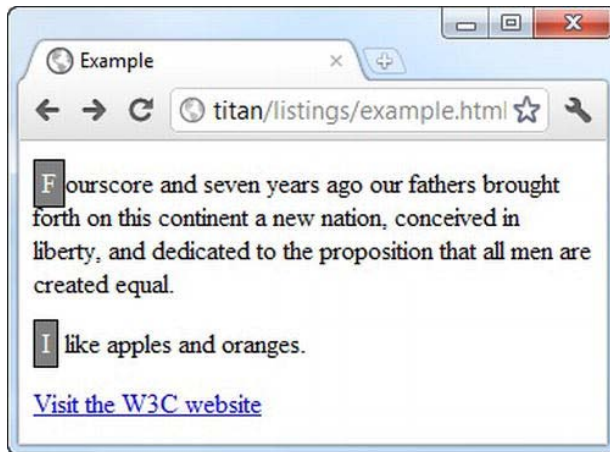 Example
titan/listings/example.html
Fourscore and seven years ago our fathers brought
forth on this continent a new nation, conceived in
liberty, and dedicated to the proposition that all men are
created equal.
I like apples and oranges.
Visit the W3C website